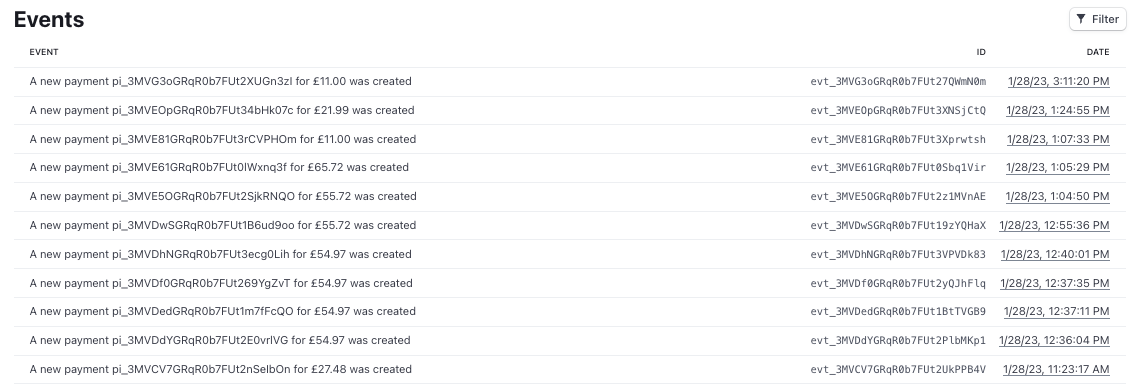 Events
Filter
EVENT ID DATE
A new payment pi_3MVG3oGRqR0b7FUt2XUGn3zI for £11.00 was created evt_3MVG3oGRqR0b7FUt27QWmN0m 1/28/23, 3:11:20 PM
A new payment pi_3MVEOpGRqR0b7FUt34bHk07c for £21.99 was created evt_3MVEOpGRqR0b7FUt3XNSjCtQ 1/28/23, 1:24:55 PM
A new payment pi_3MVE81GRqR0b7FUt3rCVPHOm for £11.00 was created evt_3MVE81GRqR0b7FUt3Xprwtsh 1/28/23, 1:07:33 PM
A new payment pi_3MVE61GRqR0b7FUt0IWxnq3f for £65.72 was created evt_3MVE61GRqR0b7FUt0Sbq1Vir 1/28/23, 1:05:29 PM
A new payment pi_3MVE5OGRqR0b7FUt2SjkRNQO for £55.72 was created evt_3MVE5OGRqR0b7FUt2z1MVnAE 1/28/23, 1:04:50 PM
A new payment pi_3MVDwSGRqR0b7FUt1B6ud9oo for £55.72 was created evt_3MVDwSGRqR0b7FUt19zYQHaX 1/28/23, 12:55:36 PM
A new payment pi_3MVDhNGRqR0b7FUt3ecg0Lih for £54.97 was created evt_3MVDhNGRqR0b7FUt3VPVDk83 1/28/23, 12:40:01 PM
A new payment pi_3MVDf0GRqR0b7FUt269YgZvT for £54.97 was created evt_3MVDf0GRqR0b7FUt2yQJhFlq 1/28/23, 12:37:35 PM
A new payment pi_3MVDedGRqR0b7FUt1m7fFcQO for £54.97 was created evt_3MVDedGRqR0b7FUt1BtTVGB9 1/28/23, 12:37:11 PM
A new payment pi_3MVDdYGRqR0b7FUt2E0vrIVG for £54.97 was created evt_3MVDdYGRqR0b7FUt2PlbMKp1 1/28/23, 12:36:04 PM
A new payment pi_3MVCV7GRqR0b7FUt2nSeIbOn for £27.48 was created evt_3MVCV7GRqR0b7FUt2UkPPB4V 1/28/23, 11:23:17 AM